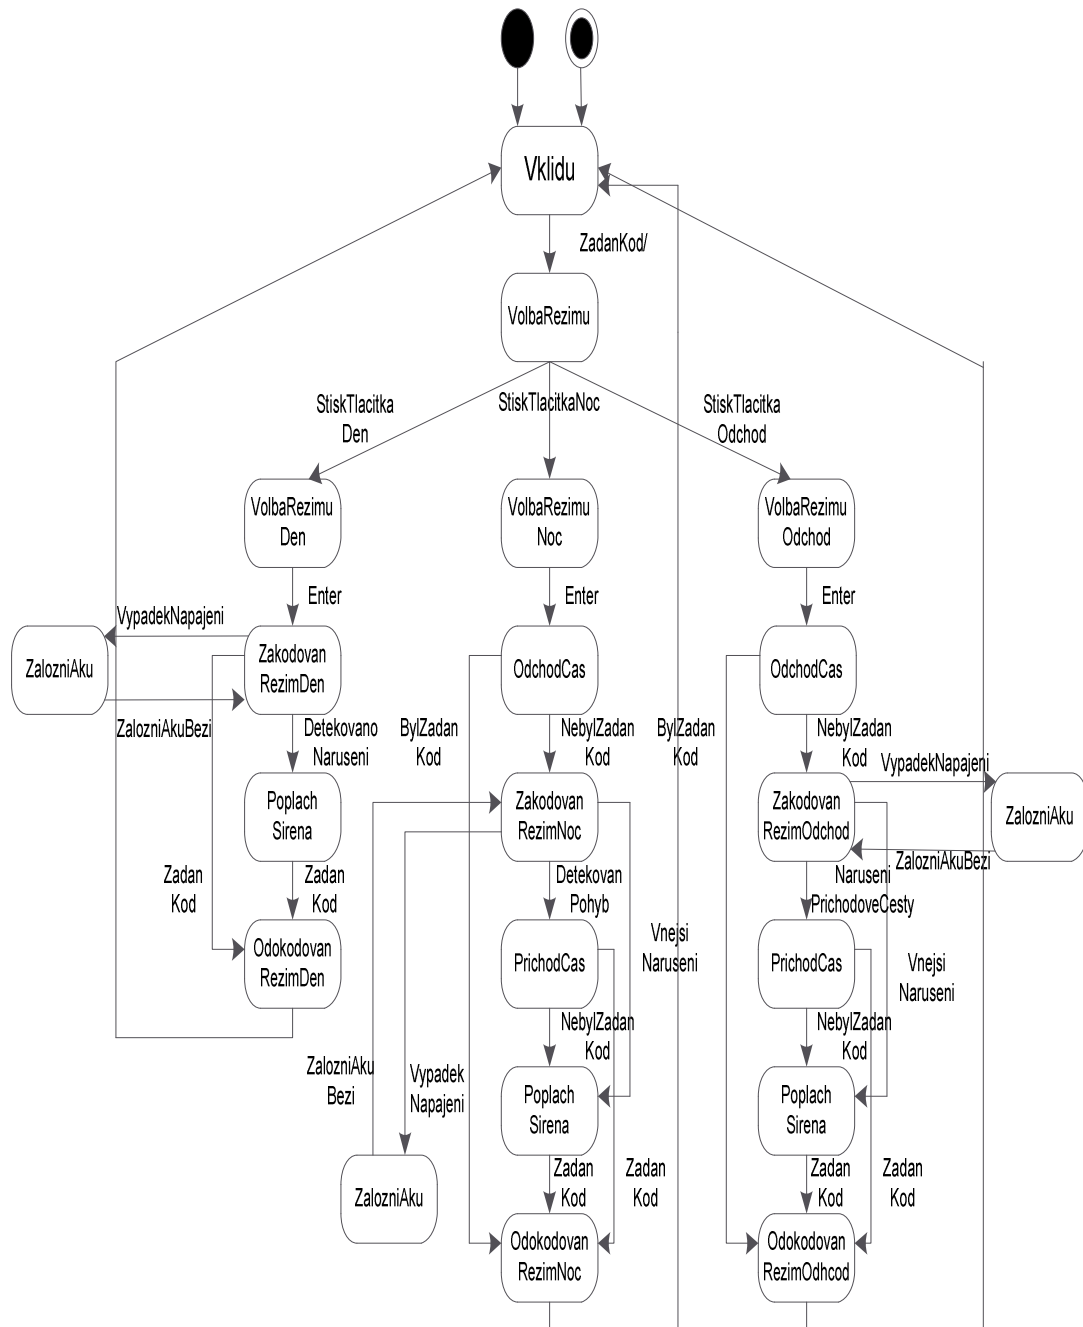 Vklidu
ZadanKod/
VolbaRezimu
StiskTlacitka
Den
StiskTlacitkaNoc
StiskTlacitka
Odchod
VolbaRezimu
Den
VolbaRezimu
Noc
VolbaRezimu
Odchod
Enter
Enter
Enter
VypadekNapajeni
ZalozniAku
Zakodovan
RezimDen
OdchodCas
OdchodCas
ZalozniAkuBezi
Detekovano
Naruseni
BylZadan
Kod
NebylZadan
Kod
BylZadan
Kod
NebylZadan
Kod
VypadekNapajeni
Poplach
Sirena
Zakodovan
RezimNoc
Zakodovan
RezimOdchod
ZalozniAku
ZalozniAkuBezi
Zadan
Kod
Zadan
Kod
Detekovan
Pohyb
Naruseni
PrichodoveCesty
Odokodovan
RezimDen
PrichodCas
Vnejsi
Naruseni
PrichodCas
Vnejsi
Naruseni
NebylZadan
Kod
NebylZadan
Kod
ZalozniAku
Bezi
Vypadek
Napajeni
Poplach
Sirena
Poplach
Sirena
ZalozniAku
Zadan
Kod
Zadan
Kod
Zadan
Kod
Zadan
Kod
Odokodovan
RezimNoc
Odokodovan
RezimOdhcod